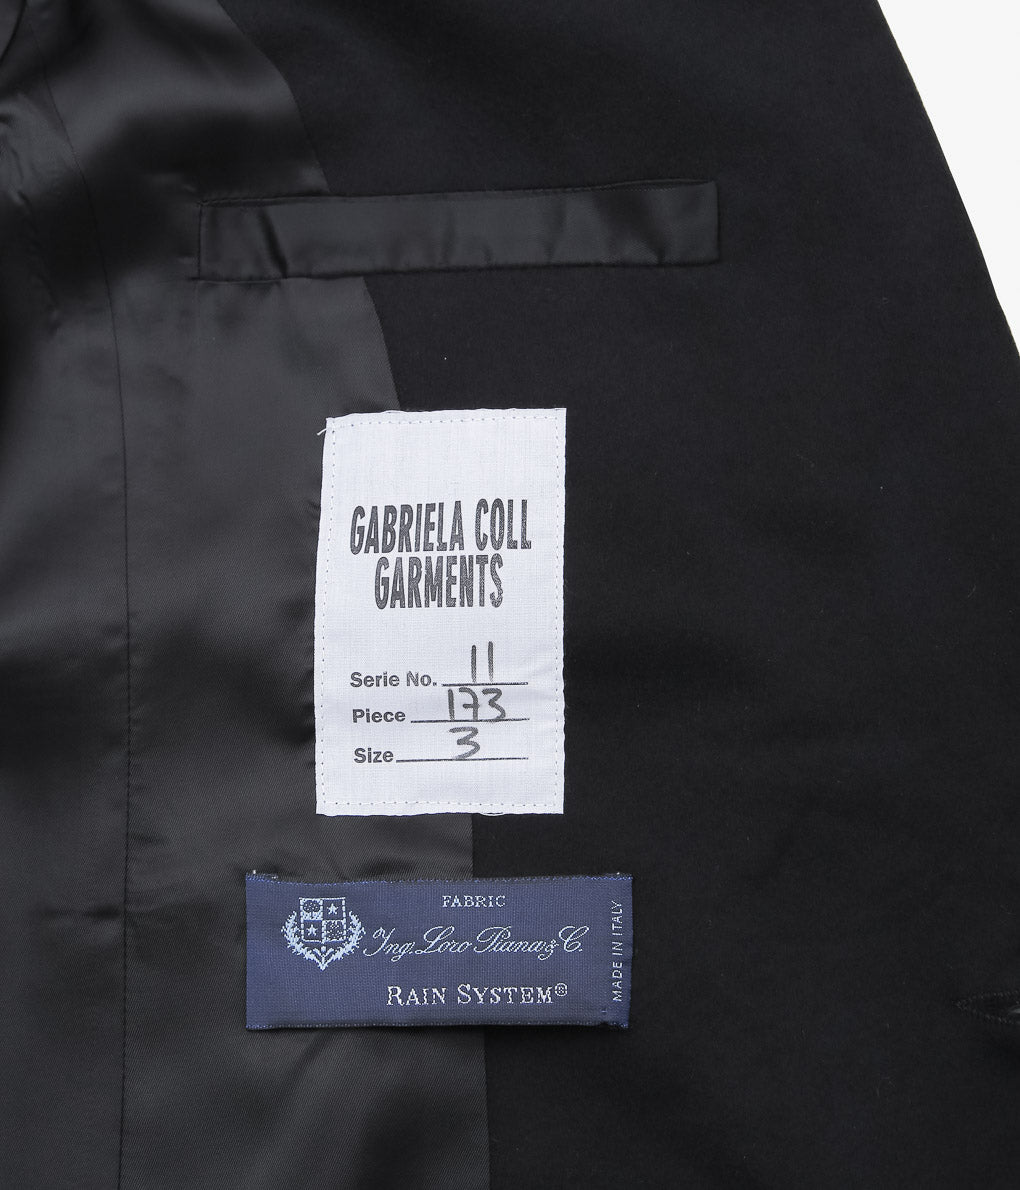 GABRIELA COLL
GARMENTS
Serie No. 11
Piece 173
Size 3
FABRIC
Ing. Loro Piana & C.
RAIN SYSTEM®
MADE IN ITALY